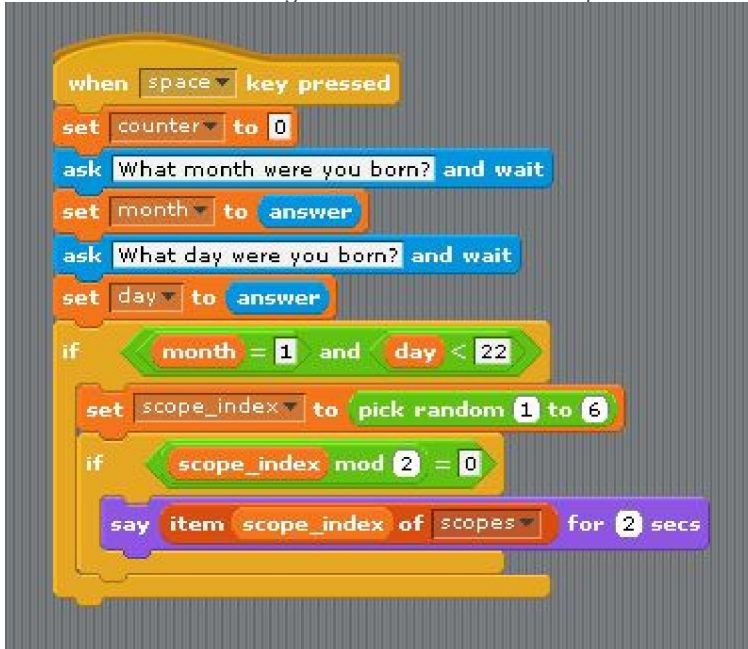 when space key pressed
set counter to 0
ask What month were you born? and wait
set month to answer
ask What day were you born? and wait
set day to answer
if month = 1 and day < 22
set scope_index to pick random 1 to 6
if scope_index mod 2 = 0
say item scope_index of scopes for 2 secs